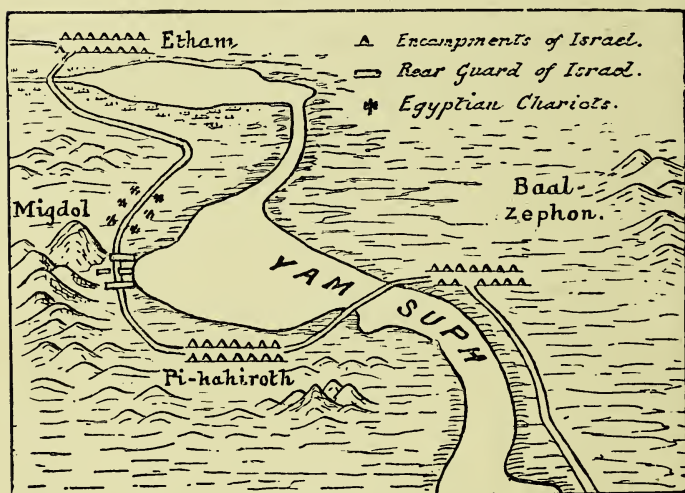 Etham
Encampments of Israel.
Rear Guard of Israel.
Egyptian Chariots.
Baal-
Zephon.
Migdol
YAM SUPH
Pi-hahiroth